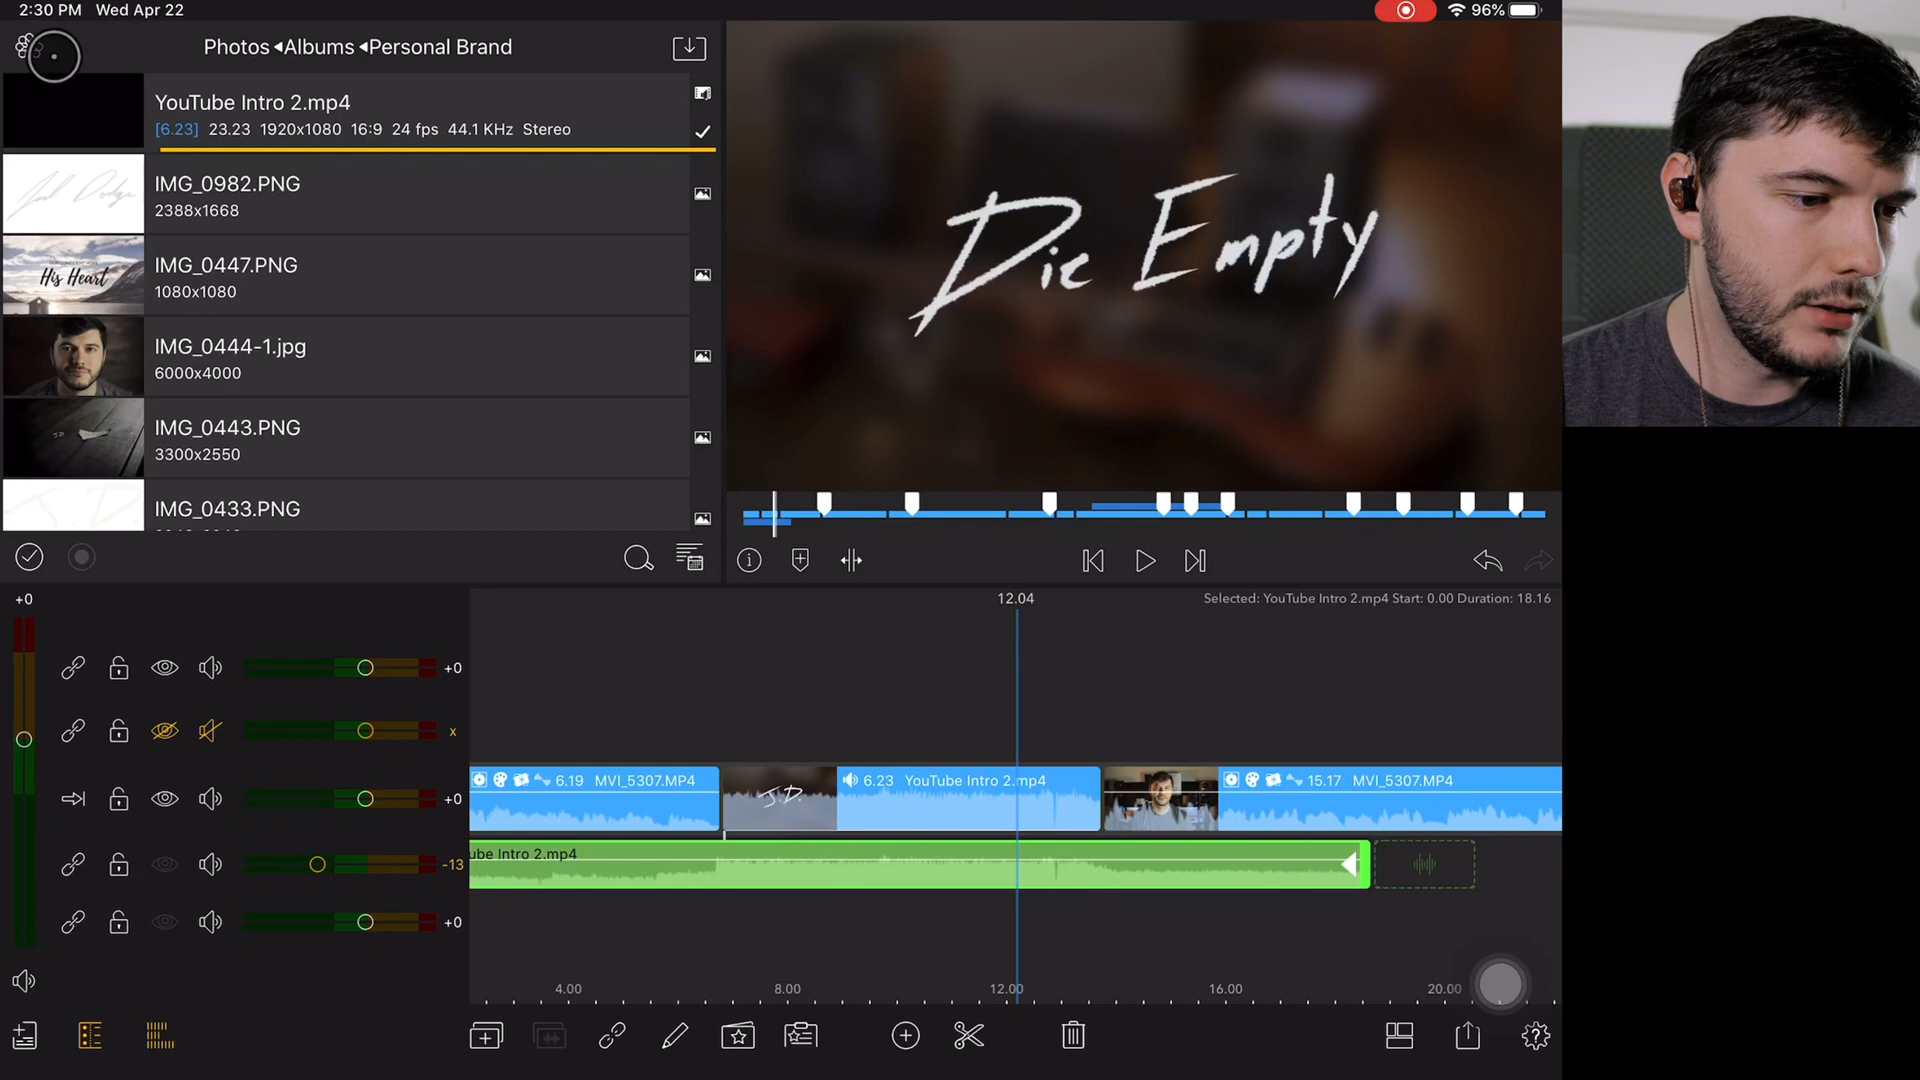 2:30 PM Wed Apr 22
96%
Photos ◂Albums ◂Personal Brand
YouTube Intro 2.mp4
[6.23] 23.23 1920x1080 16:9 24 fps 44.1 KHz Stereo
IMG_0982.PNG
2388x1668
IMG_0447.PNG
1080x1080
His Heart
IMG_0444-1.jpg
6000x4000
IMG_0443.PNG
3300x2550
IMG_0433.PNG
Die Empty
+0
12.04
Selected: YouTube Intro 2.mp4 Start: 0.00 Duration: 18.16
+0
x
6.19 MVI_5307.MP4
J.D.
6.23 YouTube Intro 2.mp4
15.17 MVI_5307.MP4
+0
ube Intro 2.mp4
-13
+0
4.00
8.00
12.00
16.00
20.00